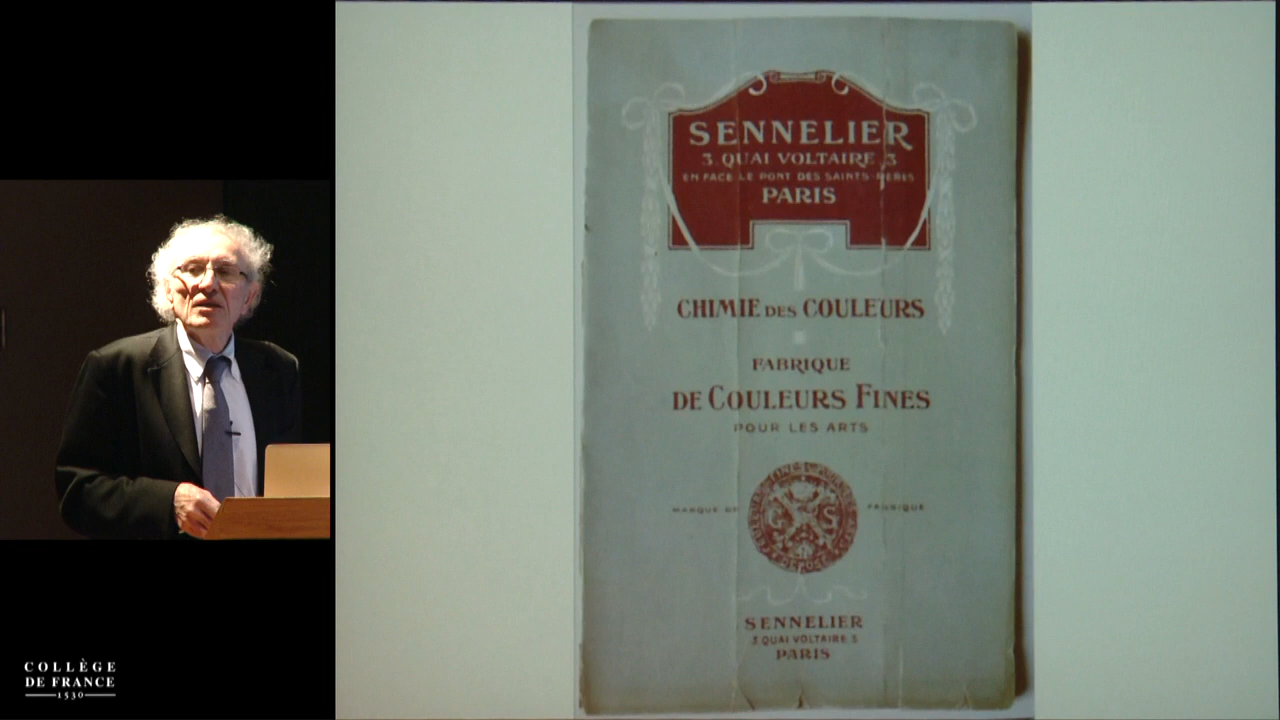 SENNELIER
3. QUAI VOLTAIRE. 3
EN FACE LE PONT DES SAINTS-PÈRES
PARIS
CHIMIE DES COULEURS
FABRIQUE
DE COULEURS FINES
POUR LES ARTS
MARQUE DE FABRIQUE
G S
SENNELIER
3 QUAI VOLTAIRE 3
PARIS
COLLÈGE
DE FRANCE
1530